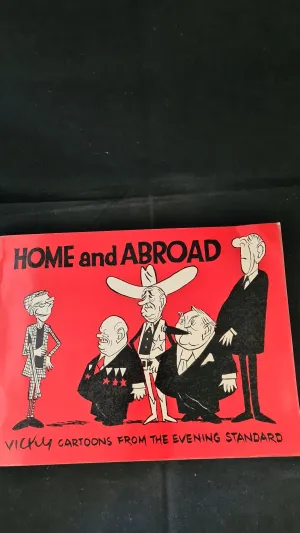 HOME and ABROAD
VICKY CARTOONS FROM THE EVENING STANDARD